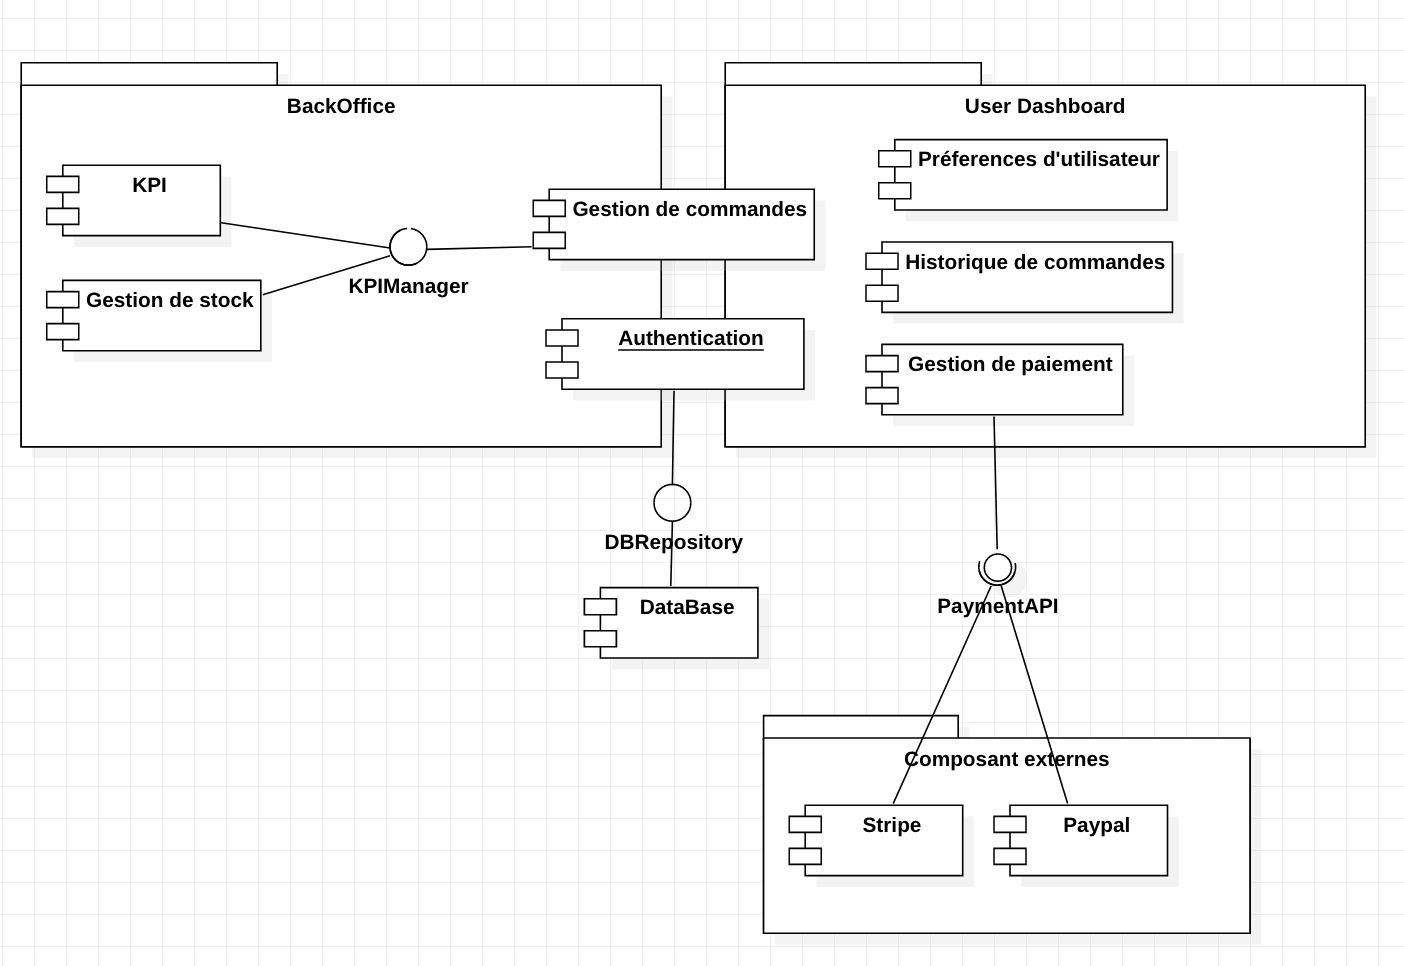 BackOffice
User Dashboard
KPI
Gestion de stock
KPIManager
Gestion de commandes
Authentication
Préferences d'utilisateur
Historique de commandes
Gestion de paiement
DBRepository
DataBase
PaymentAPI
Composant externes
Stripe
Paypal